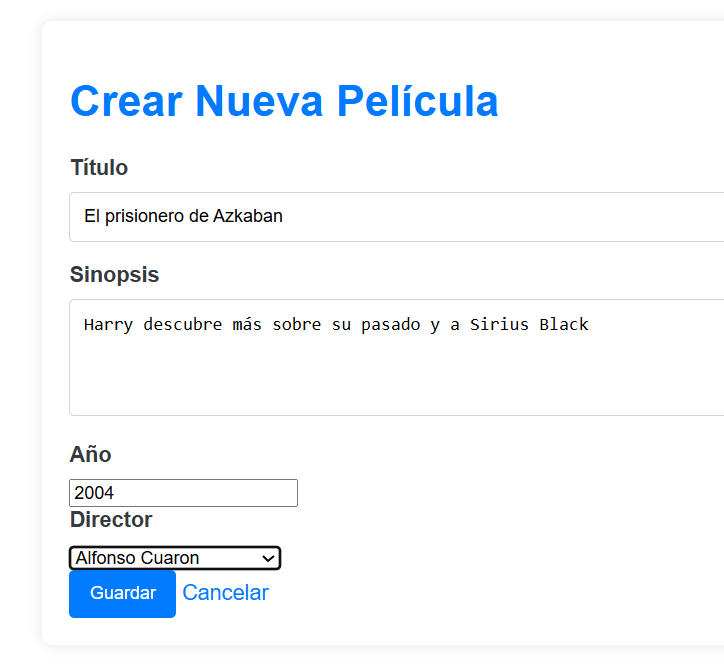 Crear Nueva Película
Título
El prisionero de Azkaban
Sinopsis
Harry descubre más sobre su pasado y a Sirius Black
Año
2004
Director
Alfonso Cuaron
Guardar Cancelar